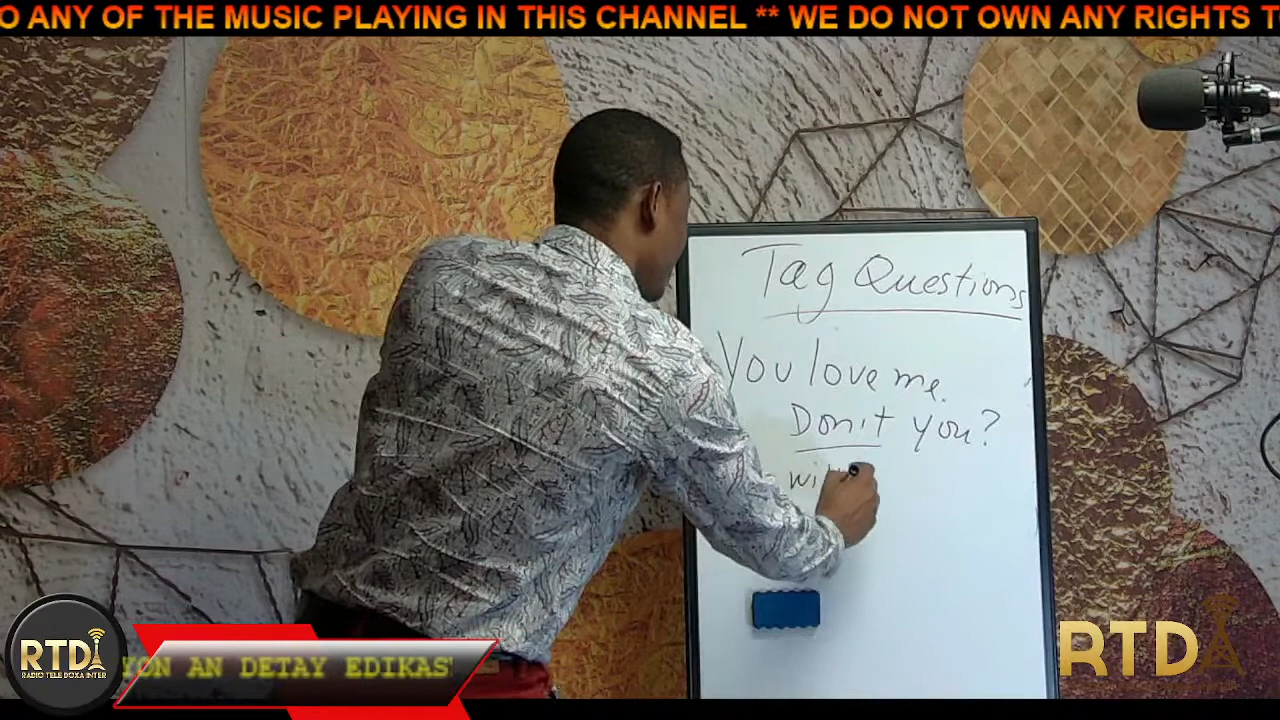 O ANY OF THE MUSIC PLAYING IN THIS CHANNEL ** WE DO NOT OWN ANY RIGHTS T
Tag Questions
You love me.
Don't you?
RTDI
RADIO TELE DOXA INTER
YON AN DETAY EDIKAS
RTD